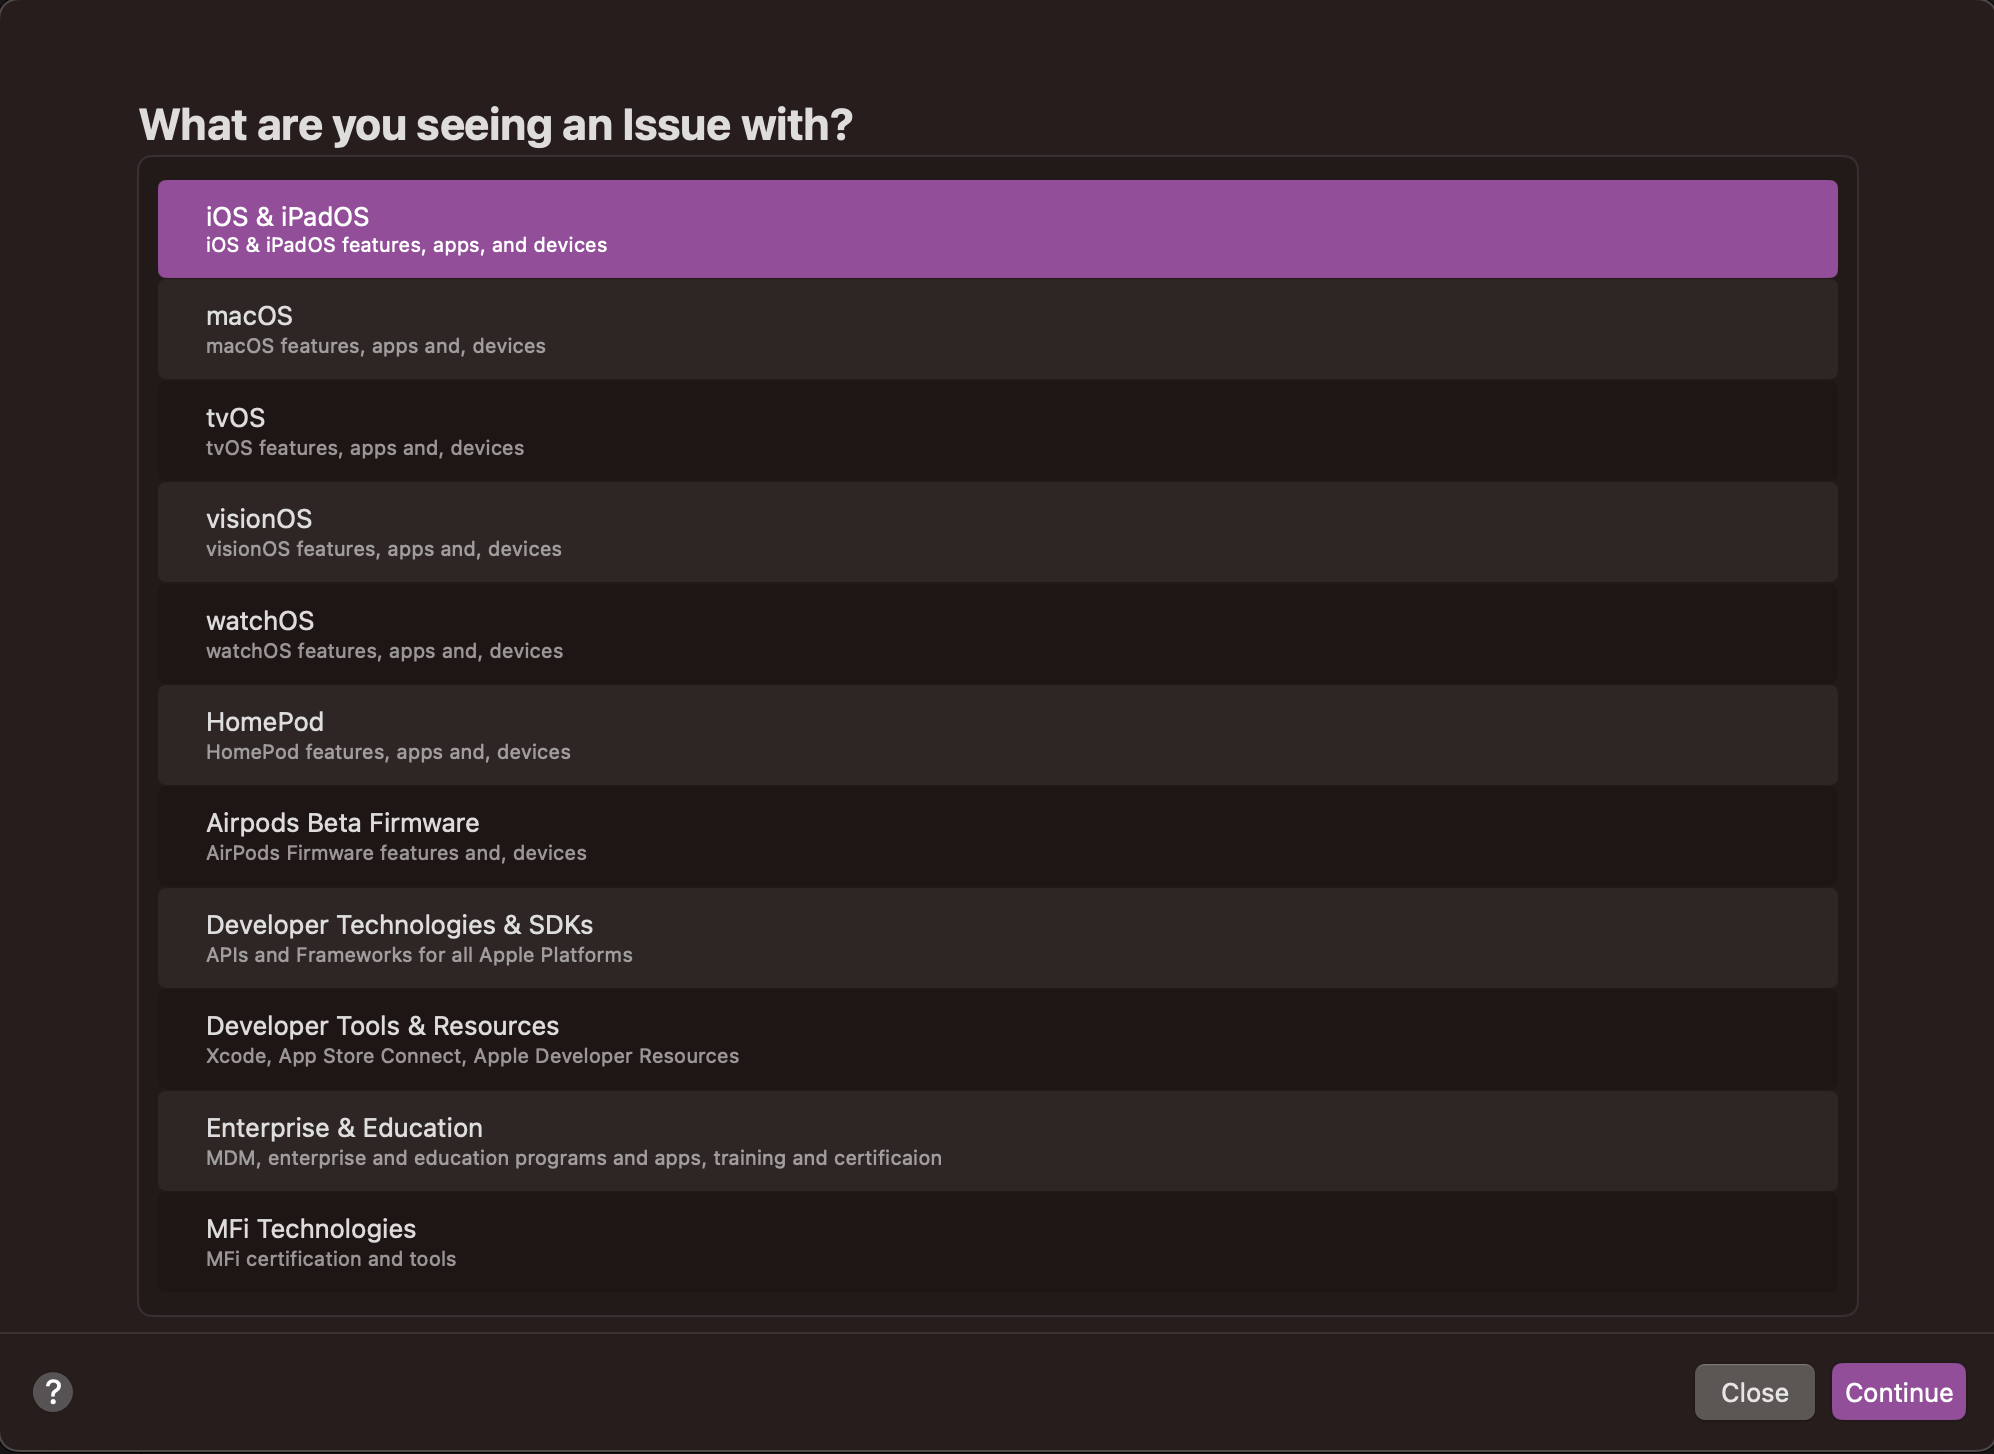 What are you seeing an Issue with?
iOS & iPadOS
iOS & iPadOS features, apps, and devices
macOS
macOS features, apps and, devices
tvOS
tvOS features, apps and, devices
visionOS
visionOS features, apps and, devices
watchOS
watchOS features, apps and, devices
HomePod
HomePod features, apps and, devices
Airpods Beta Firmware
AirPods Firmware features and, devices
Developer Technologies & SDKs
APIs and Frameworks for all Apple Platforms
Developer Tools & Resources
Xcode, App Store Connect, Apple Developer Resources
Enterprise & Education
MDM, enterprise and education programs and apps, training and certificaion
MFi Technologies
MFi certification and tools
?
Close
Continue